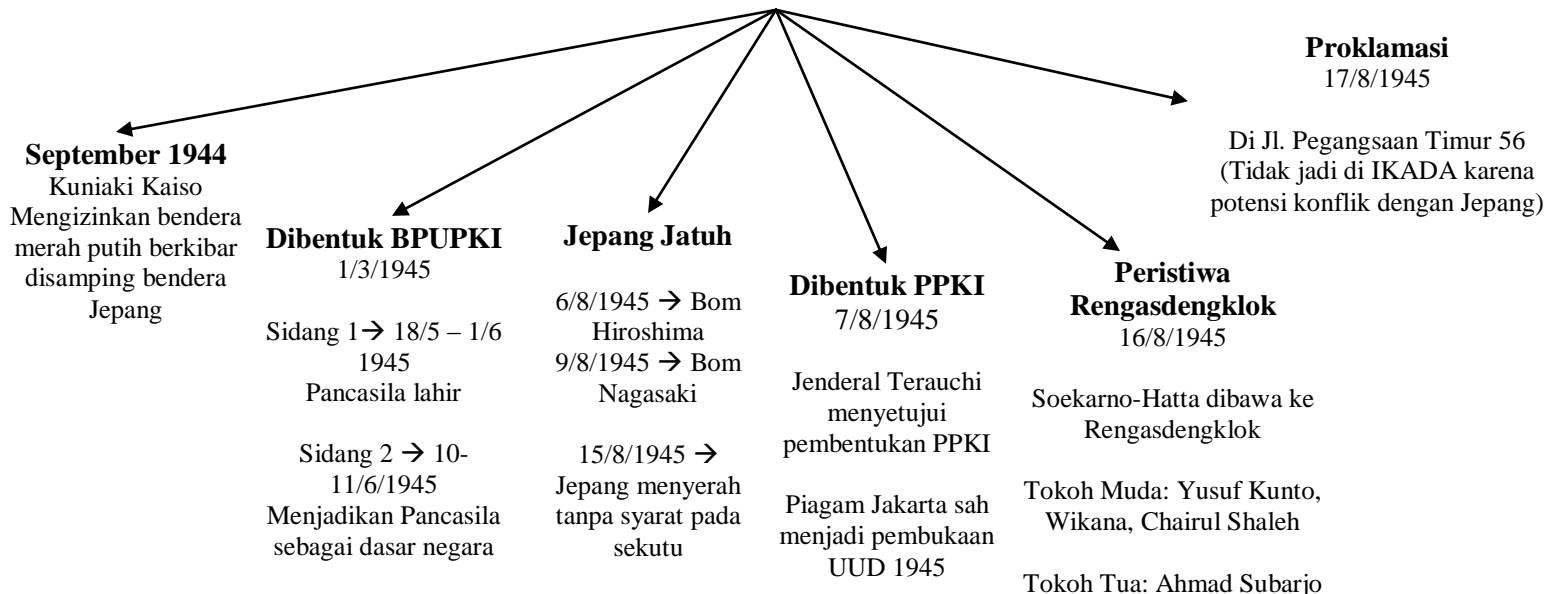 September 1944
Kuniaki Kaiso
Mengizinkan bendera
merah putih berkibar
disamping bendera
Jepang
Dibentuk BPUPKI
1/3/1945
Sidang 1→ 18/5 – 1/6
1945
Pancasila lahir
Sidang 2 → 10-
11/6/1945
Menjadikan Pancasila
sebagai dasar negara
Jepang Jatuh
6/8/1945 → Bom
Hiroshima
9/8/1945 → Bom
Nagasaki
15/8/1945 →
Jepang menyerah
tanpa syarat pada
sekutu
Dibentuk PPKI
7/8/1945
Jenderal Terauchi
menyetujui
pembentukan PPKI
Piagam Jakarta sah
menjadi pembukaan
UUD 1945
Peristiwa
Rengasdengklok
16/8/1945
Soekarno-Hatta dibawa ke
Rengasdengklok
Tokoh Muda: Yusuf Kunto,
Wikana, Chairul Shaleh
Tokoh Tua: Ahmad Subarjo
Proklamasi
17/8/1945
Di Jl. Pegangsaan Timur 56
(Tidak jadi di IKADA karena
potensi konflik dengan Jepang)